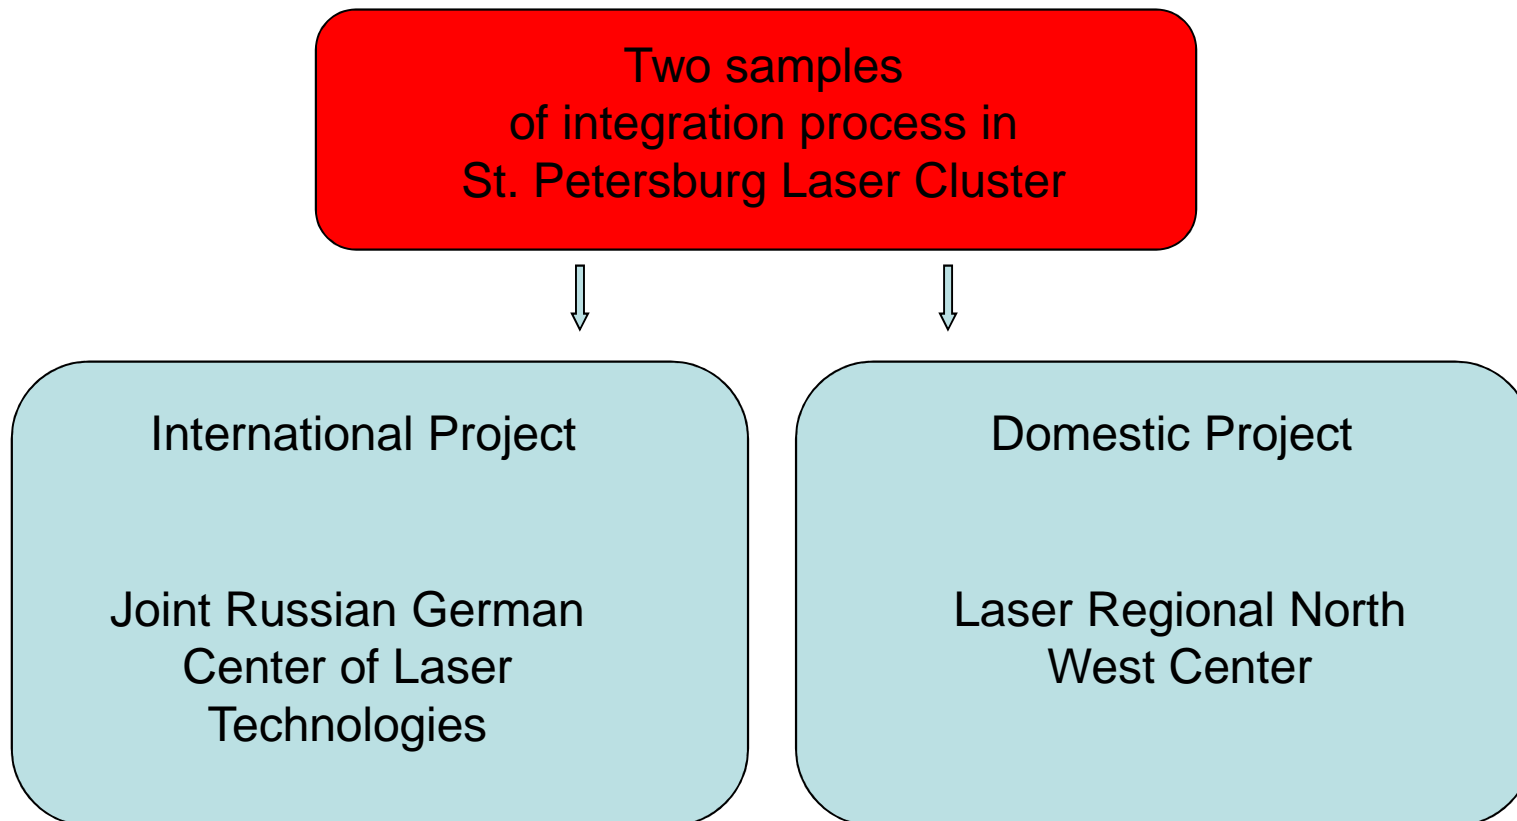 Two samples
of integration process in
St. Petersburg Laser Cluster
International Project
Joint Russian German
Center of Laser
Technologies
Domestic Project
Laser Regional North
West Center